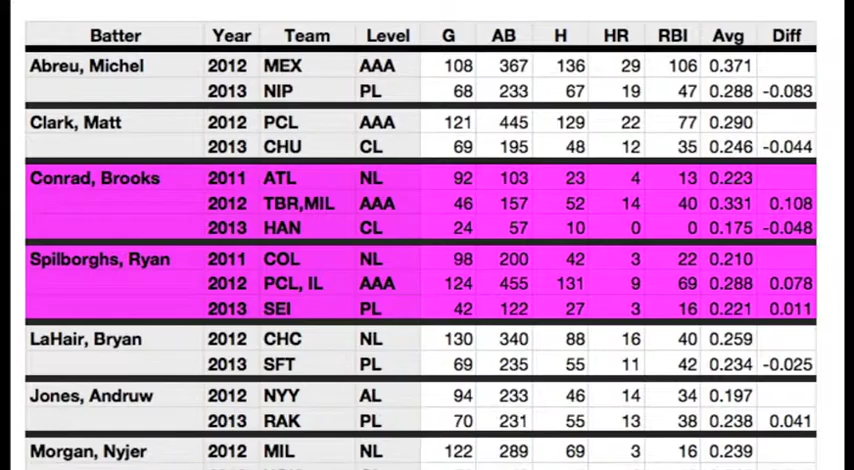 Batter Year Team Level G AB H HR RBI Avg Diff
Abreu, Michel 2012 MEX AAA 108 367 136 29 106 0.371
2013 NIP PL 68 233 67 19 47 0.288 -0.083
Clark, Matt 2012 PCL AAA 121 445 129 22 77 0.290
2013 CHU CL 69 195 48 12 35 0.246 -0.044
Conrad, Brooks 2011 ATL NL 92 103 23 4 13 0.223
2012 TBR,MIL AAA 46 157 52 14 40 0.331 0.108
2013 HAN CL 24 57 10 0 0 0.175 -0.048
Spilborghs, Ryan 2011 COL NL 98 200 42 3 22 0.210
2012 PCL, IL AAA 124 455 131 9 69 0.288 0.078
2013 SEI PL 42 122 27 3 16 0.221 0.011
LaHair, Bryan 2012 CHC NL 130 340 88 16 40 0.259
2013 SFT PL 69 235 55 11 42 0.234 -0.025
Jones, Andruw 2012 NYY AL 94 233 46 14 34 0.197
2013 RAK PL 70 231 55 13 38 0.238 0.041
Morgan, Nyjer 2012 MIL NL 122 289 69 3 16 0.239